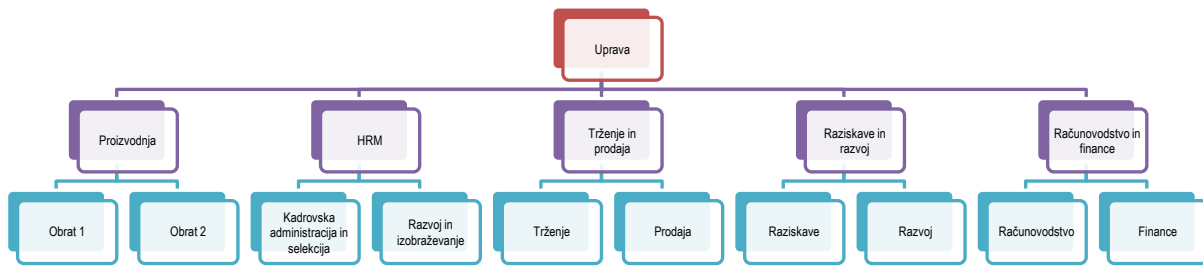 Uprava
Proizvodnja
HRM
Trženje in
prodaja
Raziskave in
razvoj
Računovodstvo in
finance
Obrat 1
Obrat 2
Kadrovska
administracija in
selekcija
Razvoj in
izobraževanje
Trženje
Prodaja
Raziskave
Razvoj
Računovodstvo
Finance